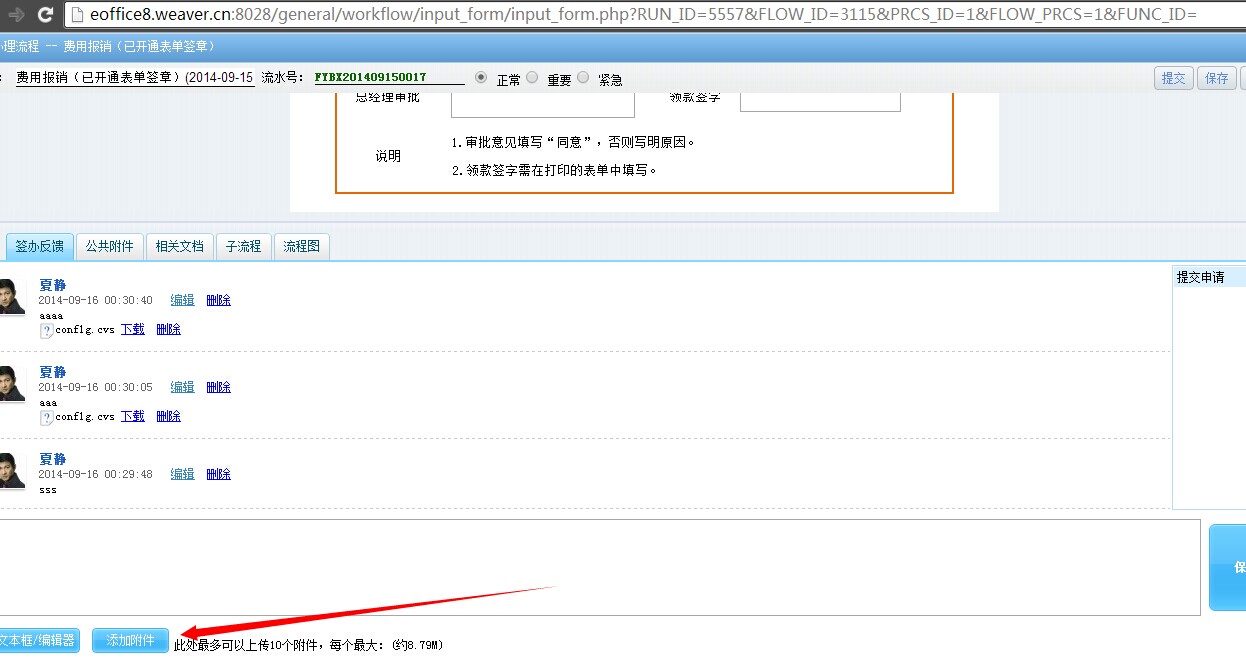 eoffice8.weaver.cn:8028/general/workflow/input_form/input_form.php?RUN_ID=5557&FLOW_ID=3115&PRCS_ID=1&FLOW_PRCS=1&FUNC_ID=
理流程 -- 费用报销（已开通表单签章）
: 费用报销（已开通表单签章）(2014-09-15 流水号: FYBX201409150017 正常 重要 紧急 提交 保存
总经理审批 领款签字
说明
1.审批意见填写“同意”，否则写明原因。
2.领款签字需在打印的表单中填写。
签办反馈 公共附件 相关文档 子流程 流程图
提交申请
夏静
2014-09-16 00:30:40 编辑 删除
aaaa
conf1g.cvs 下载 删除
夏静
2014-09-16 00:30:05 编辑 删除
aaa
conf1g.cvs 下载 删除
夏静
2014-09-16 00:29:48 编辑 删除
sss
保
文本框/编辑器 添加附件 此处最多可以上传10个附件，每个最大: (约8.79M)